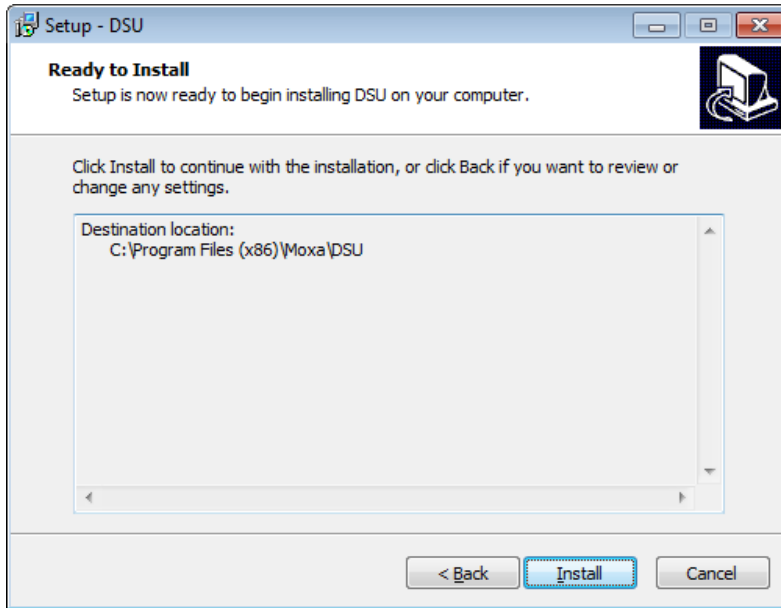 Setup - DSU
Ready to Install
Setup is now ready to begin installing DSU on your computer.
Click Install to continue with the installation, or click Back if you want to review or
change any settings.
Destination location:
C:\Program Files (x86)\Moxa\DSU
< Back
Install
Cancel